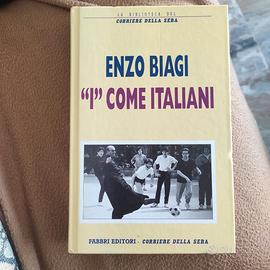 LA BIBLIOTECA DEL
CORRIERE DELLA SERA
ENZO BIAGI
"I" COME ITALIANI
FABBRI EDITORI - CORRIERE DELLA SERA